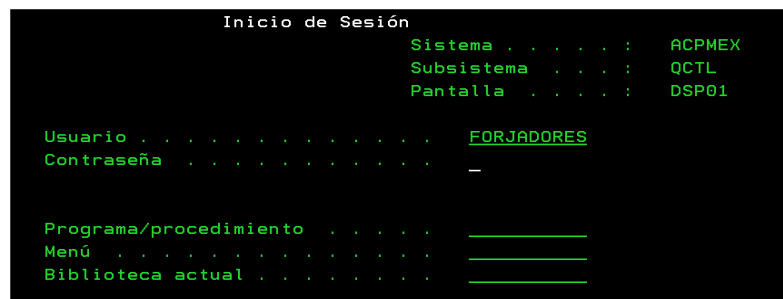 Inicio de Sesión
Sistema . . . . . : ACPMEX
Subsistema . . . : QCTL
Pantalla . . . . : DSP01
Usuario . . . . . . . . . . . . . FORJADORES
Contraseña . . . . . . . . . . .
Programa/procedimiento . . . . .
Menú . . . . . . . . . . . . . .
Biblioteca actual . . . . . . . .